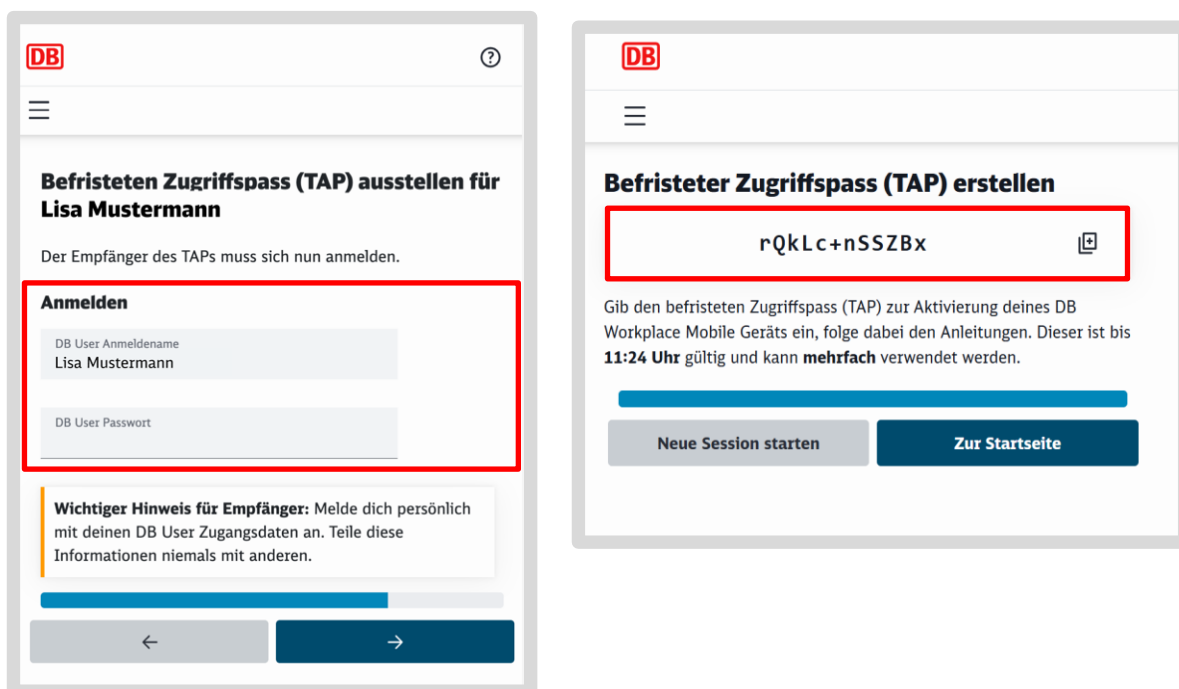 DB
Befristeten Zugriffspass (TAP) ausstellen für
Lisa Mustermann
Der Empfänger des TAPs muss sich nun anmelden.
Anmelden
DB User Anmeldename
Lisa Mustermann
DB User Passwort
Wichtiger Hinweis für Empfänger: Melde dich persönlich
mit deinen DB User Zugangsdaten an. Teile diese
Informationen niemals mit anderen.
DB
Befristeter Zugriffspass (TAP) erstellen
rQkLc+nSSZBx
Gib den befristeten Zugriffspass (TAP) zur Aktivierung deines DB
Workplace Mobile Geräts ein, folge dabei den Anleitungen. Dieser ist bis
11:24 Uhr gültig und kann mehrfach verwendet werden.
Neue Session starten
Zur Startseite